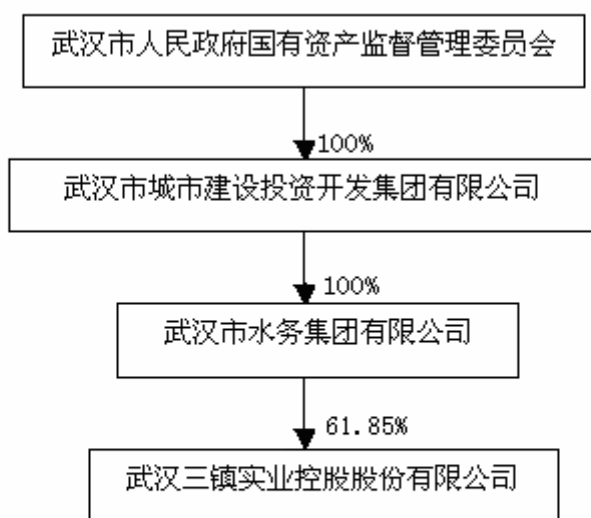 武汉市人民政府国有资产监督管理委员会
100%
武汉市城市建设投资开发集团有限公司
100%
武汉市水务集团有限公司
61.85%
武汉三镇实业控股股份有限公司